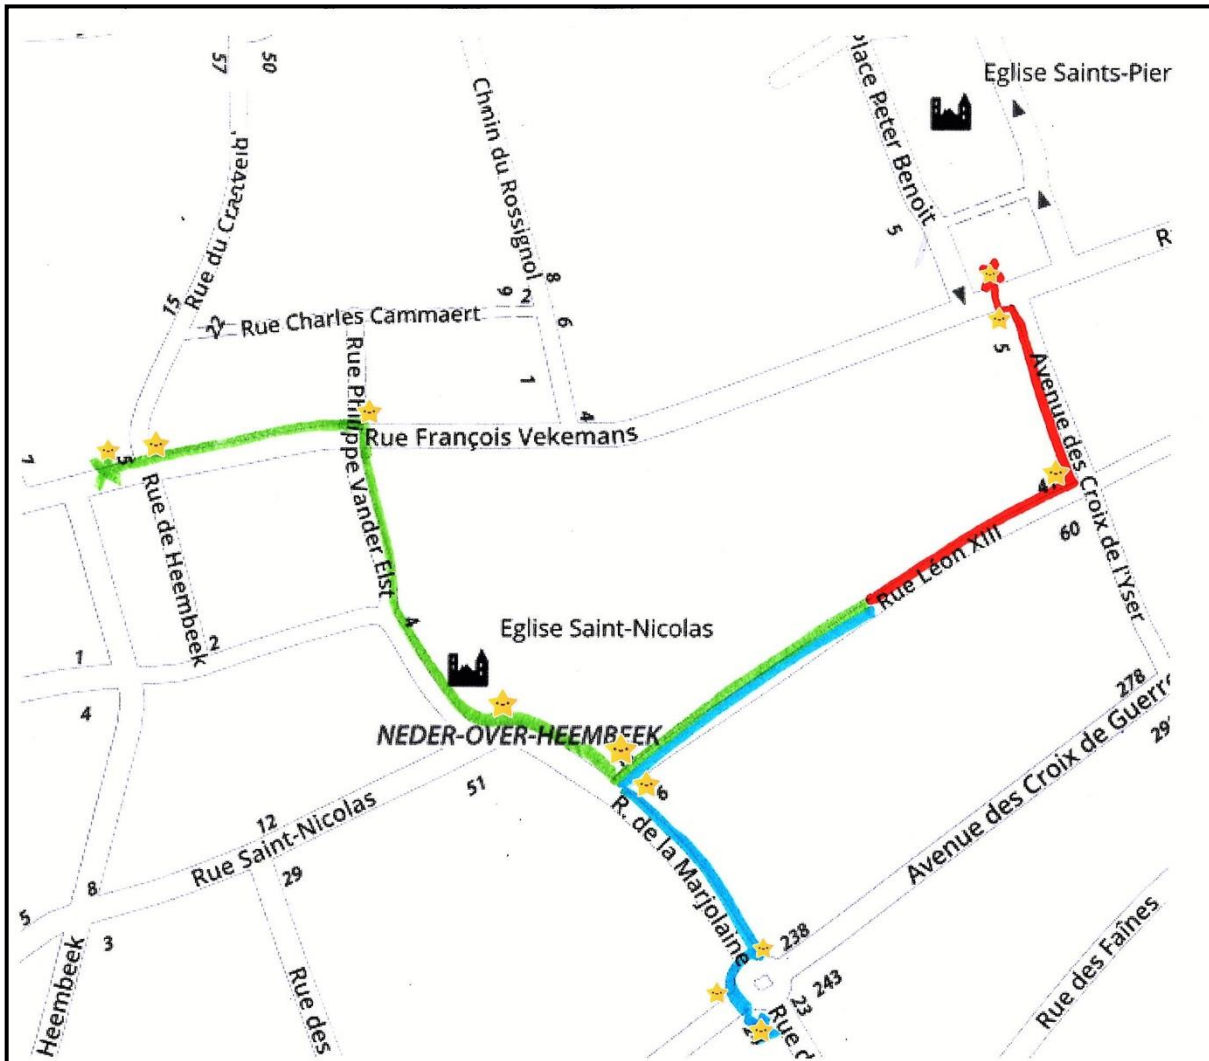 57
50
Eglise Saints-Pier
Place Peter Benoit
Chmin du Rossignol
Rue du Craetveld
5
R
15
22
Rue Charles Cammaert
9
2
8
6
5
Rue Philippe Vander Elst
1
4
Avenue des Croix de l'Yser
Rue François Vekemans
5
Rue de Heembeek
60
Rue Léon XIII
4
Eglise Saint-Nicolas
2
1
4
278
NEDER-OVER-HEEMBEEK
6
51
R. de la Marjolaine
Avenue des Croix de Guerre
12
Rue Saint-Nicolas
29
8
5
3
Heembeek
Rue des
238
243
23
Rue d
Rue des Faînes